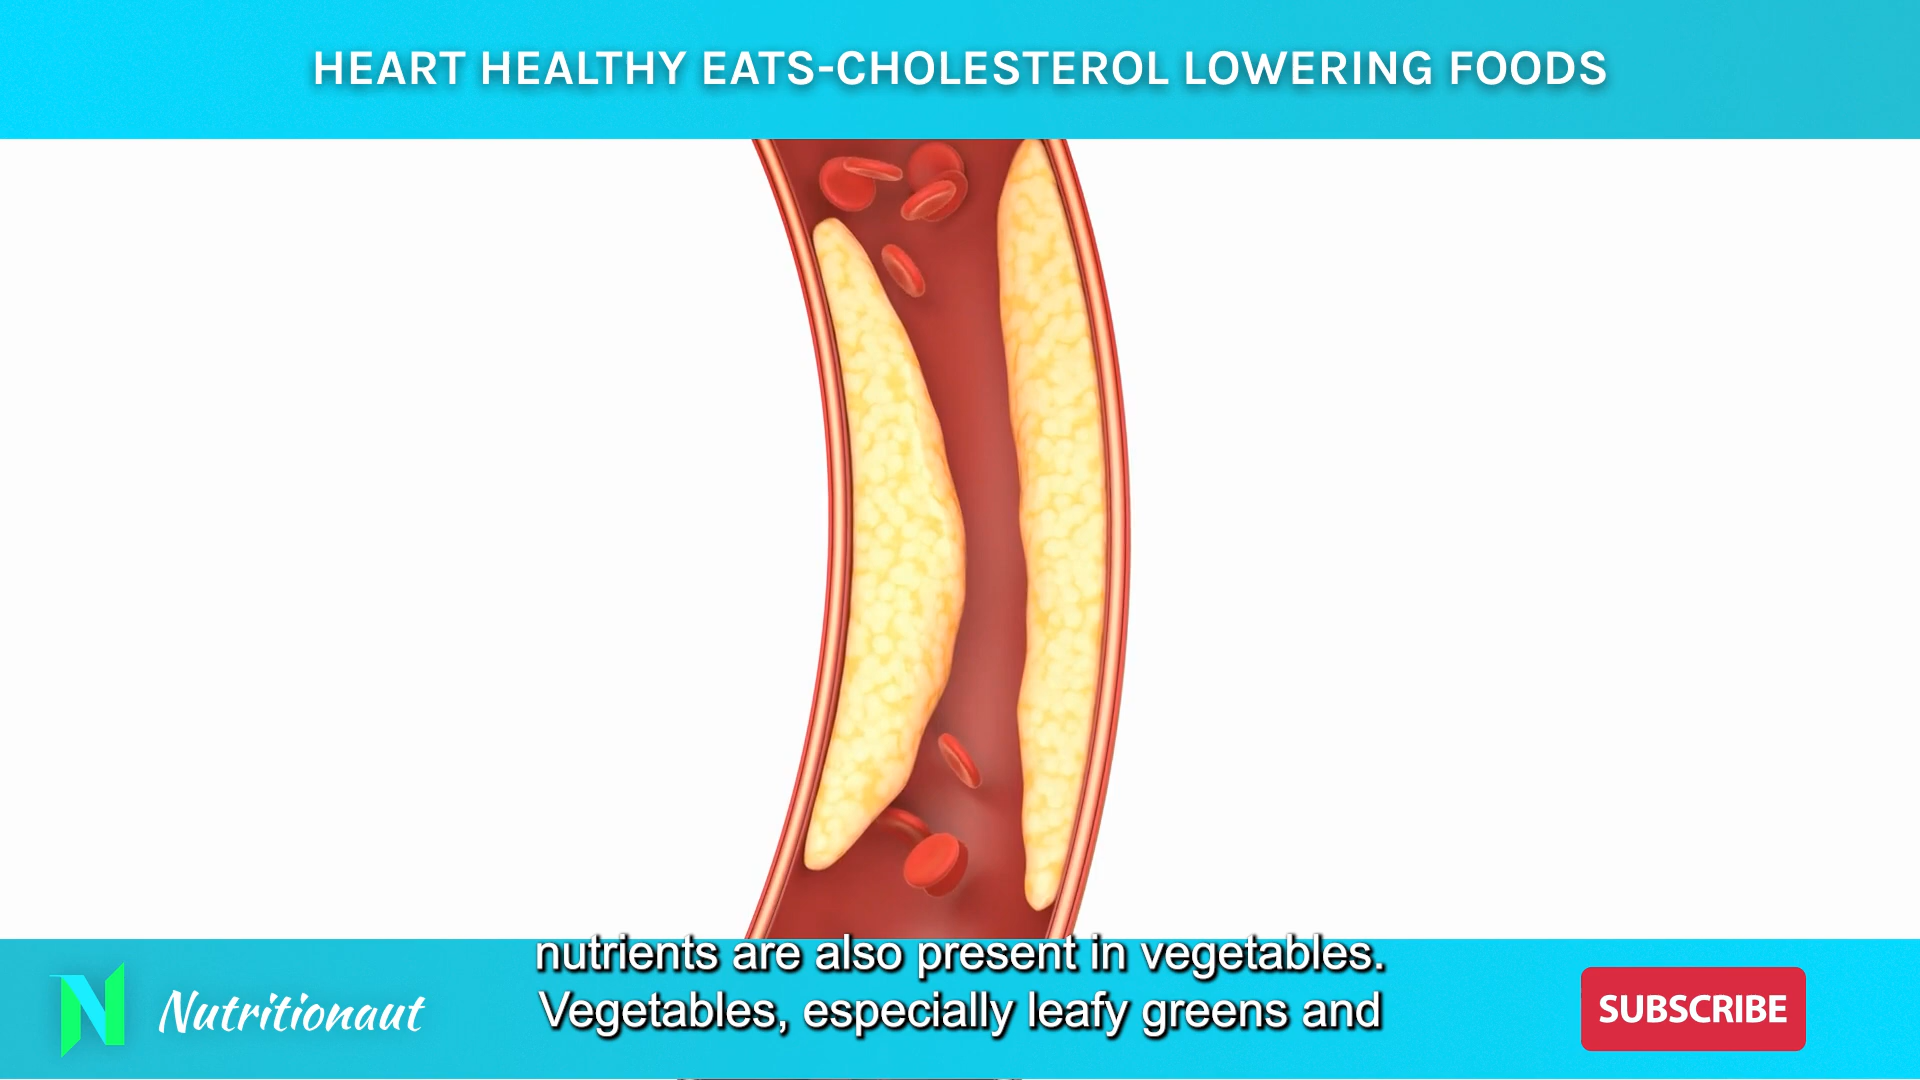 HEART HEALTHY EATS-CHOLESTEROL LOWERING FOODS
nutrients are also present in vegetables.
Vegetables, especially leafy greens and
Nutritionaut
SUBSCRIBE